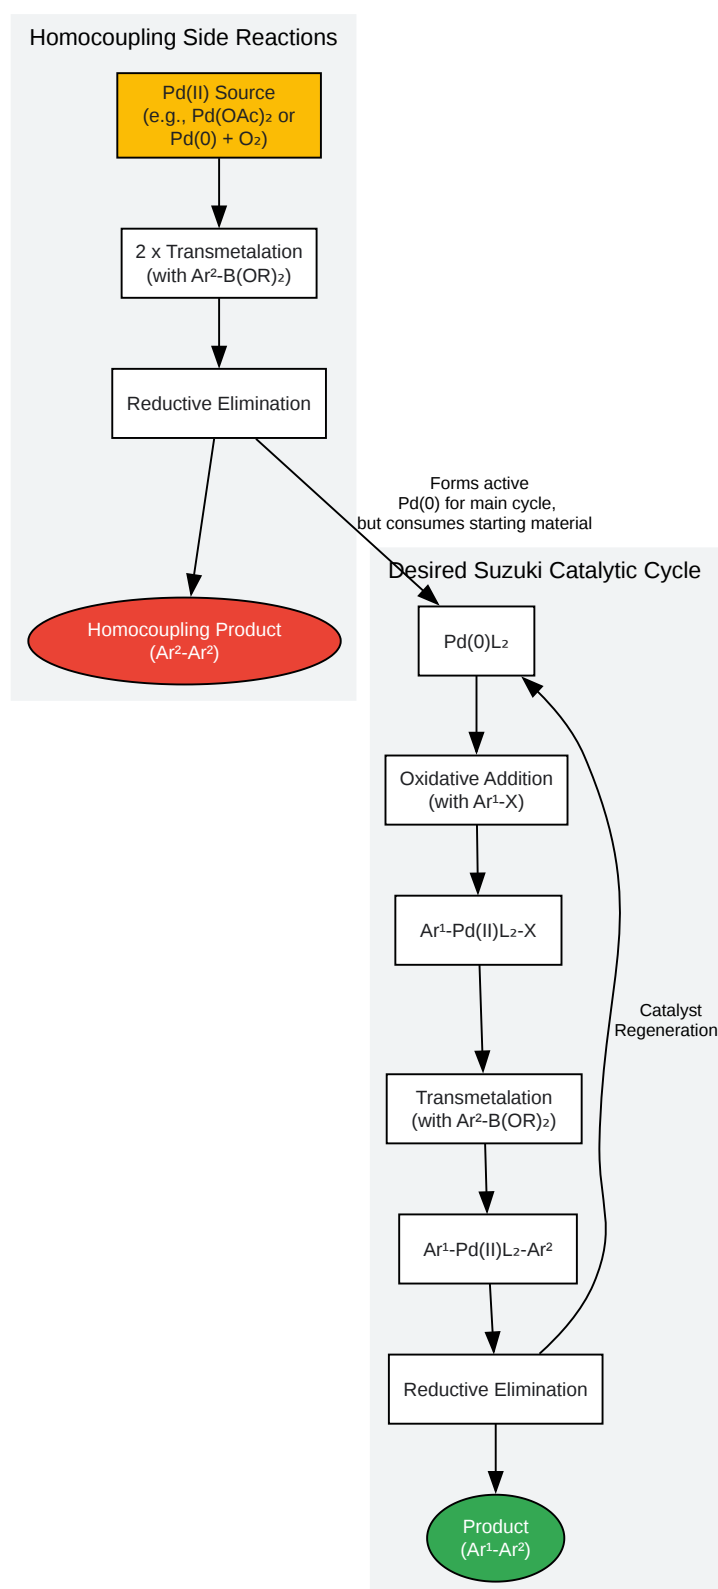 Homocoupling Side Reactions
Pd(II) Source
(e.g., Pd(OAc)₂ or
Pd(0) + O₂)
2 x Transmetalation
(with Ar²-B(OR)₂)
Reductive Elimination
Forms active
Pd(0) for main cycle,
but consumes starting material
Homocoupling Product
(Ar²-Ar²)
Desired Suzuki Catalytic Cycle
Pd(0)L₂
Oxidative Addition
(with Ar¹-X)
Ar¹-Pd(II)L₂-X
Catalyst
Regeneration
Transmetalation
(with Ar²-B(OR)₂)
Ar¹-Pd(II)L₂-Ar²
Reductive Elimination
Product
(Ar¹-Ar²)